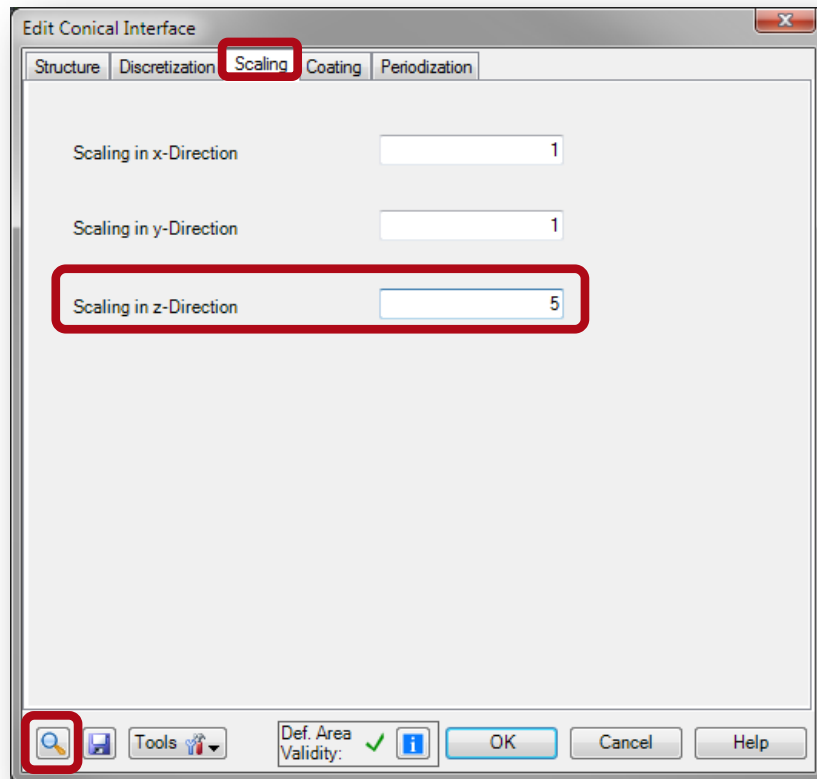 Edit Conical Interface
Structure Discretization Scaling Coating Periodization
Scaling in x-Direction 1
Scaling in y-Direction 1
Scaling in z-Direction 5
Tools Def. Area Validity: OK Cancel Help